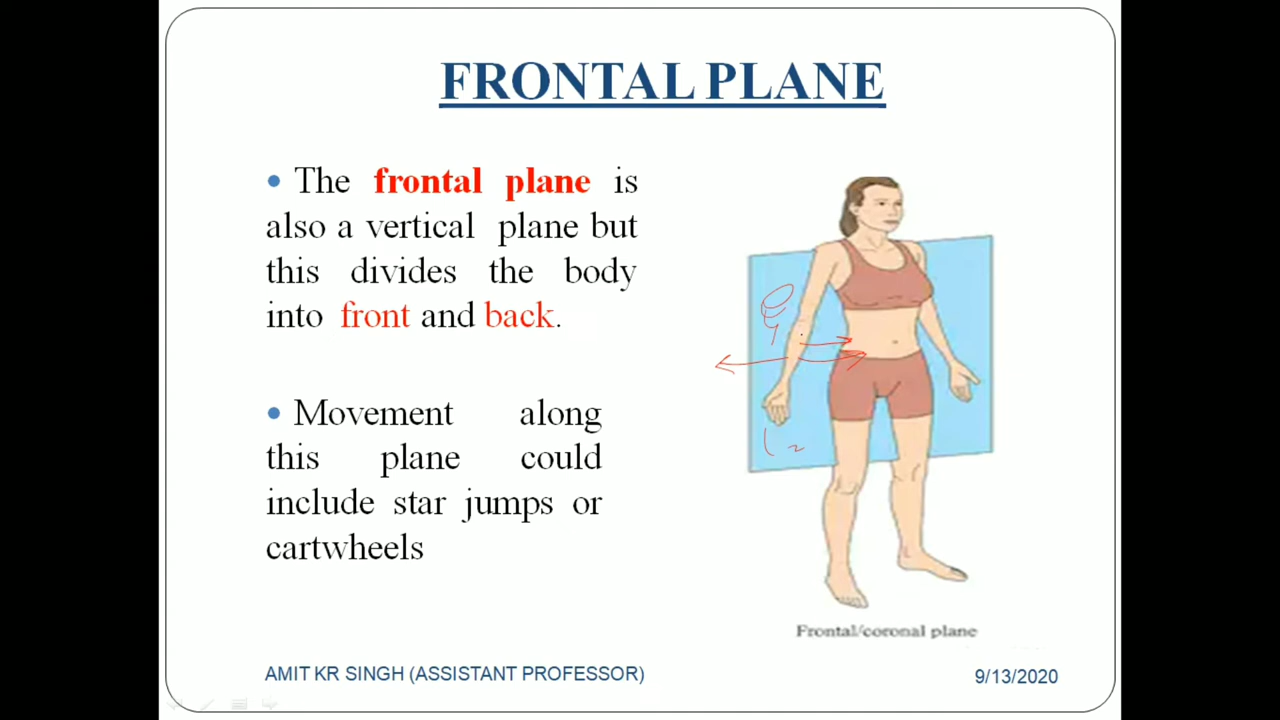 FRONTAL PLANE
• The frontal plane is
also a vertical plane but
this divides the body
into front and back.
• Movement along
this plane could
include star jumps or
cartwheels
Frontal/coronal plane
AMIT KR SINGH (ASSISTANT PROFESSOR)
9/13/2020